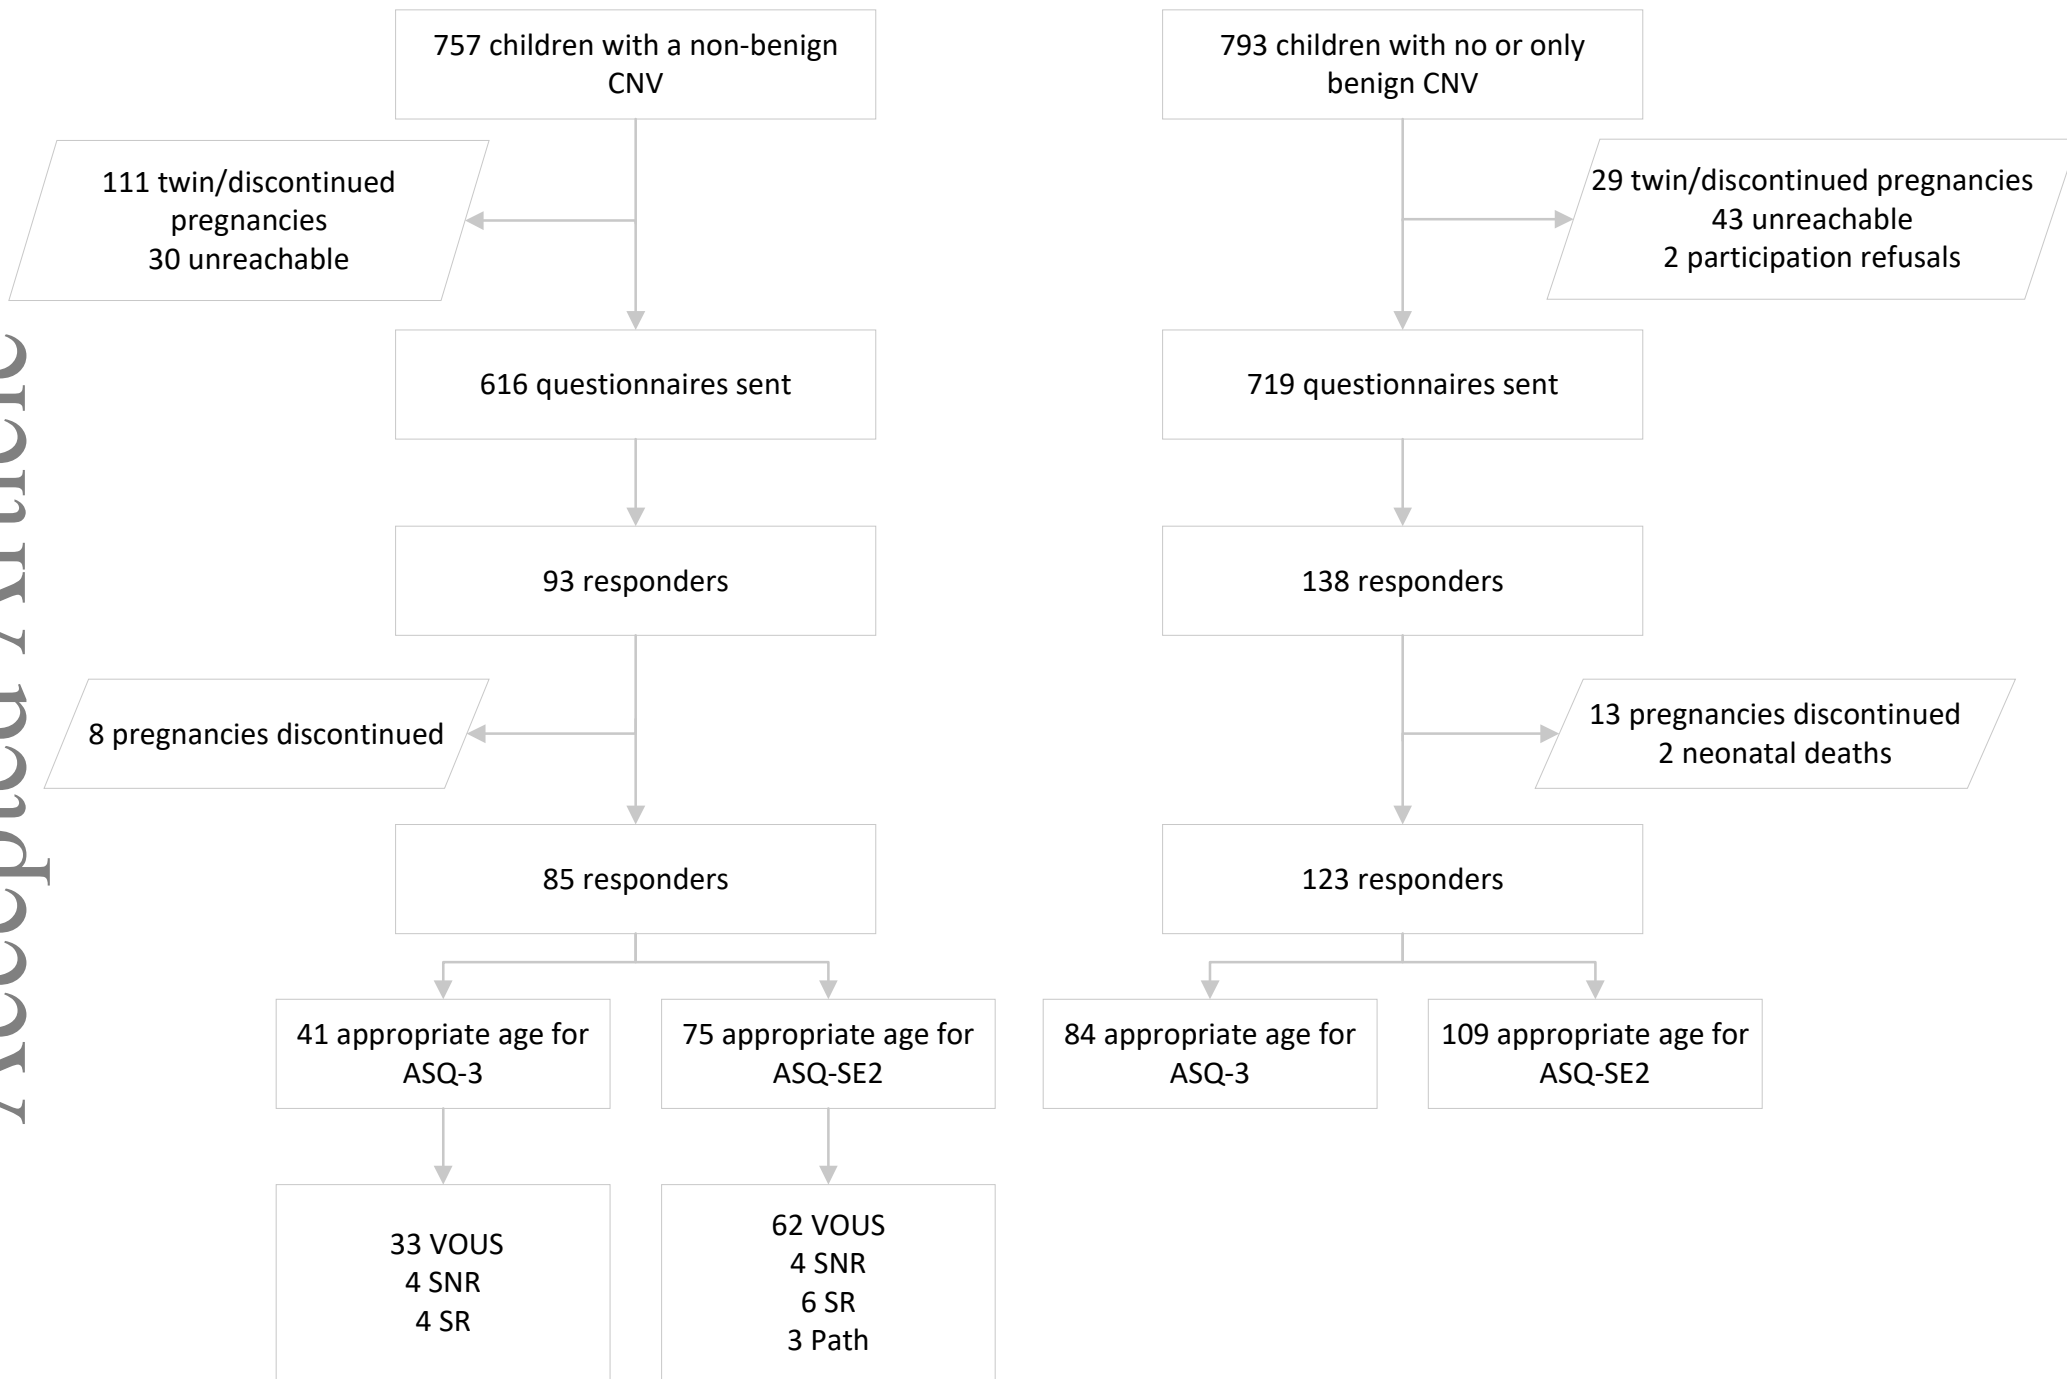 757 children with a non-benign
CNV
793 children with no or only
benign CNV
111 twin/discontinued
pregnancies
30 unreachable
29 twin/discontinued pregnancies
43 unreachable
2 participation refusals
616 questionnaires sent
719 questionnaires sent
93 responders
138 responders
8 pregnancies discontinued
13 pregnancies discontinued
2 neonatal deaths
85 responders
123 responders
41 appropriate age for
ASQ-3
75 appropriate age for
ASQ-SE2
84 appropriate age for
ASQ-3
109 appropriate age for
ASQ-SE2
33 VOUS
4 SNR
4 SR
62 VOUS
4 SNR
6 SR
3 Path
Accepted Article